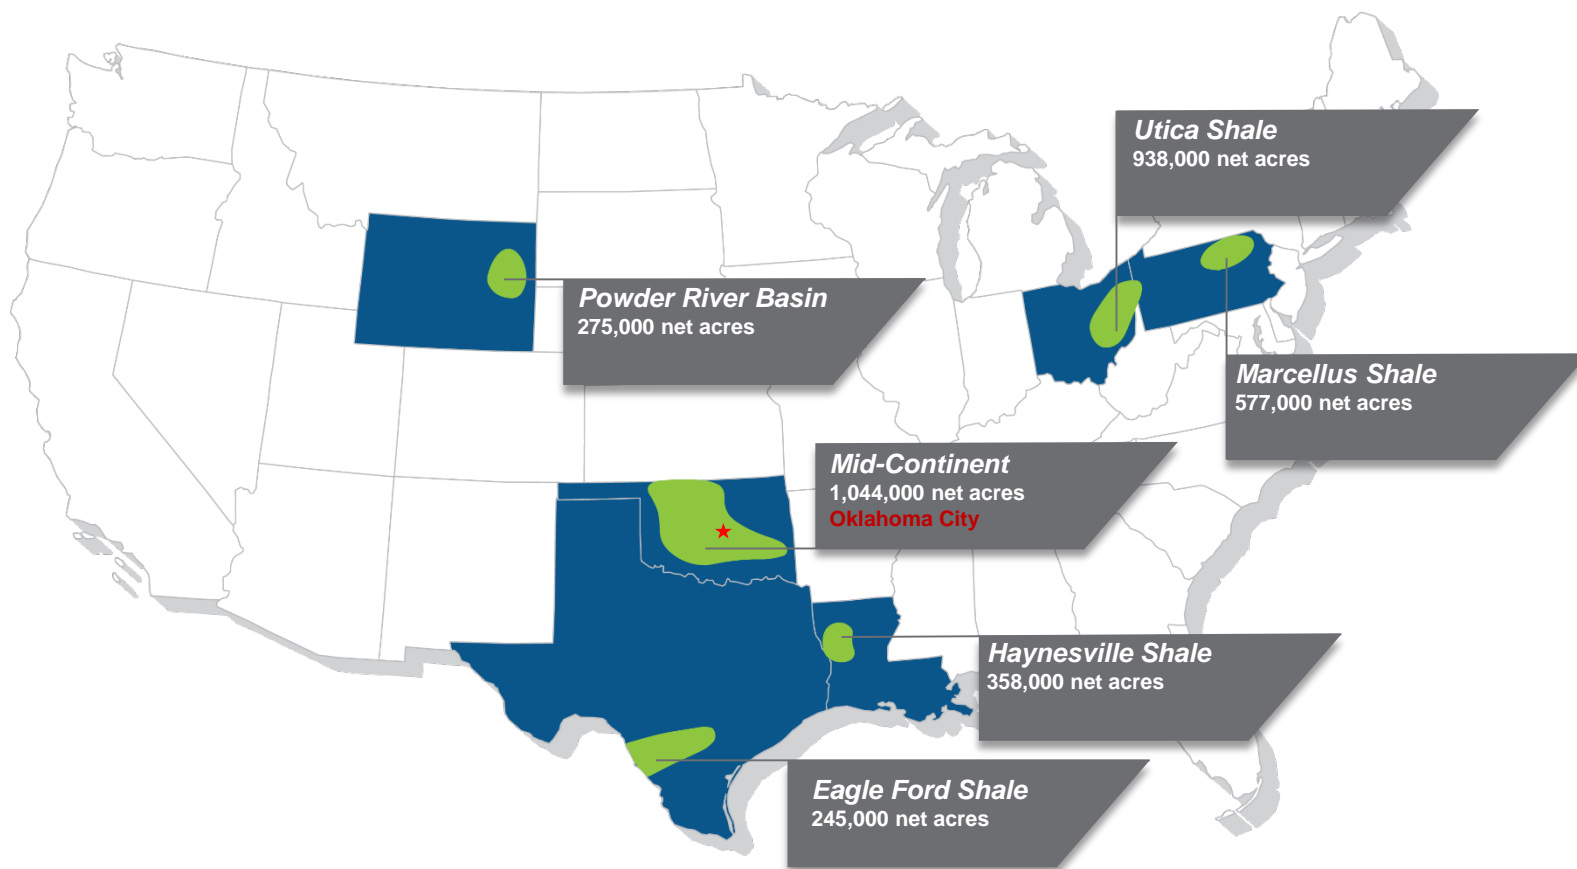 Utica Shale
938,000 net acres
Powder River Basin
275,000 net acres
Marcellus Shale
577,000 net acres
Mid-Continent
1,044,000 net acres
Oklahoma City
Haynesville Shale
358,000 net acres
Eagle Ford Shale
245,000 net acres